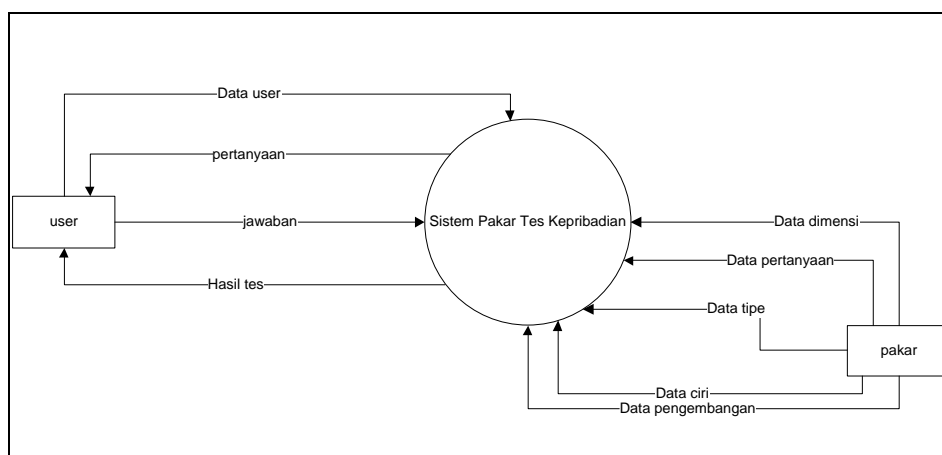 Data user
pertanyaan
user
jawaban
Sistem Pakar Tes Kepribadian
Data dimensi
Data pertanyaan
Hasil tes
Data tipe
pakar
Data ciri
Data pengembangan